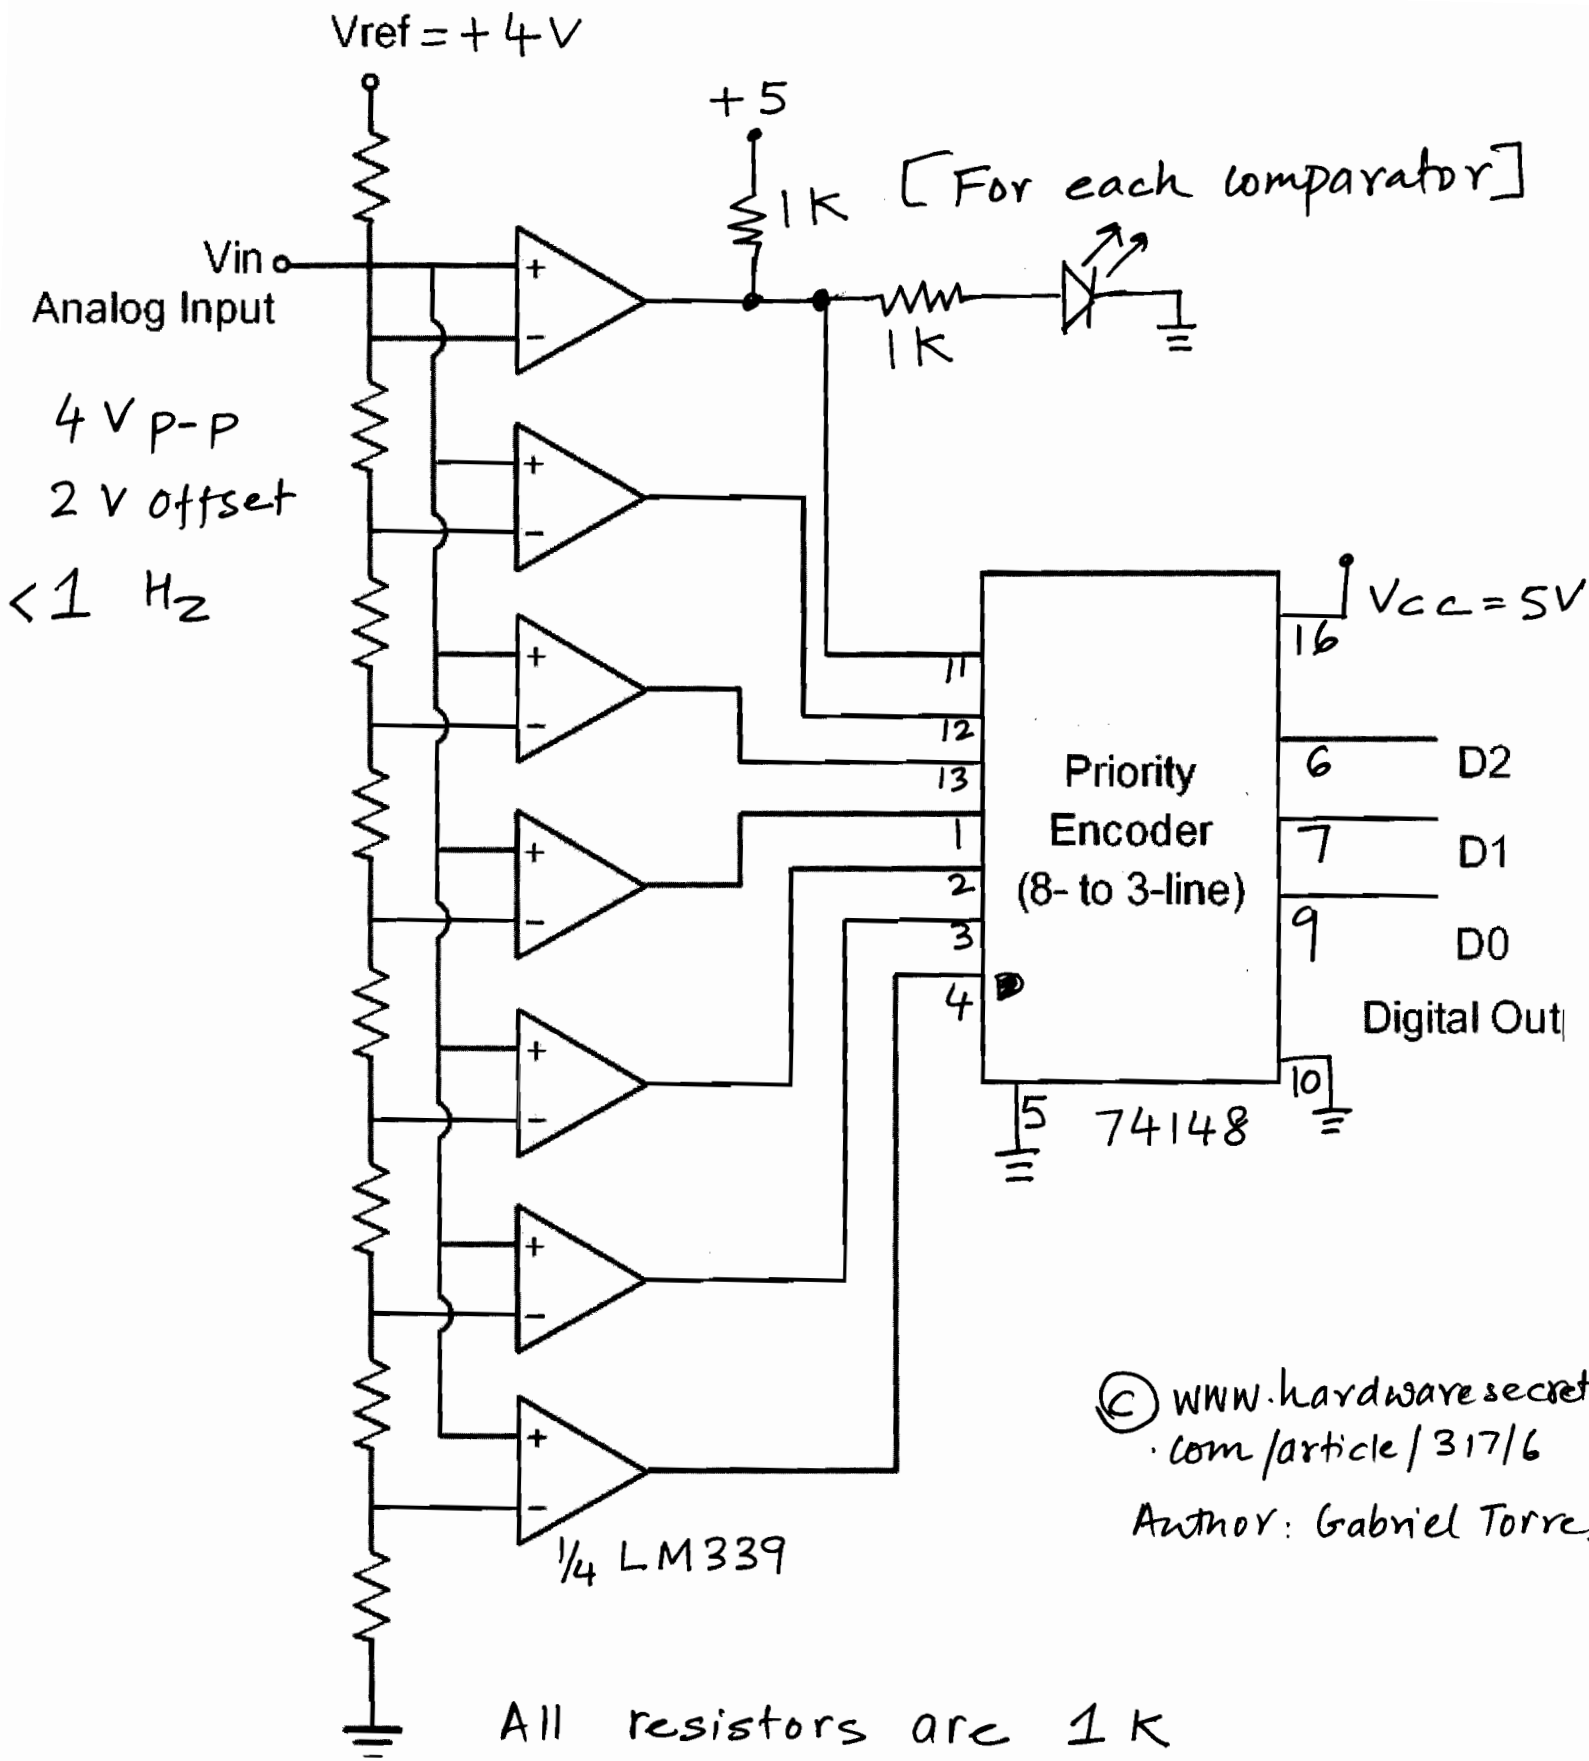 Vref = + 4V
+5
1K
[For each comparator]
Vin
Analog Input
+
−
1K
4 V p-p
2 V offset
<1 Hz
+
−
+
−
+
−
+
−
+
−
+
−
11
12
13
1
2
3
4
Priority
Encoder
(8- to 3-line)
16
Vcc = 5V
6
D2
7
D1
9
D0
Digital Out
10
5
74148
© www.hardwaresecret
.com/article/317/6
Author: Gabriel Torre
1/4 LM339
All resistors are 1K